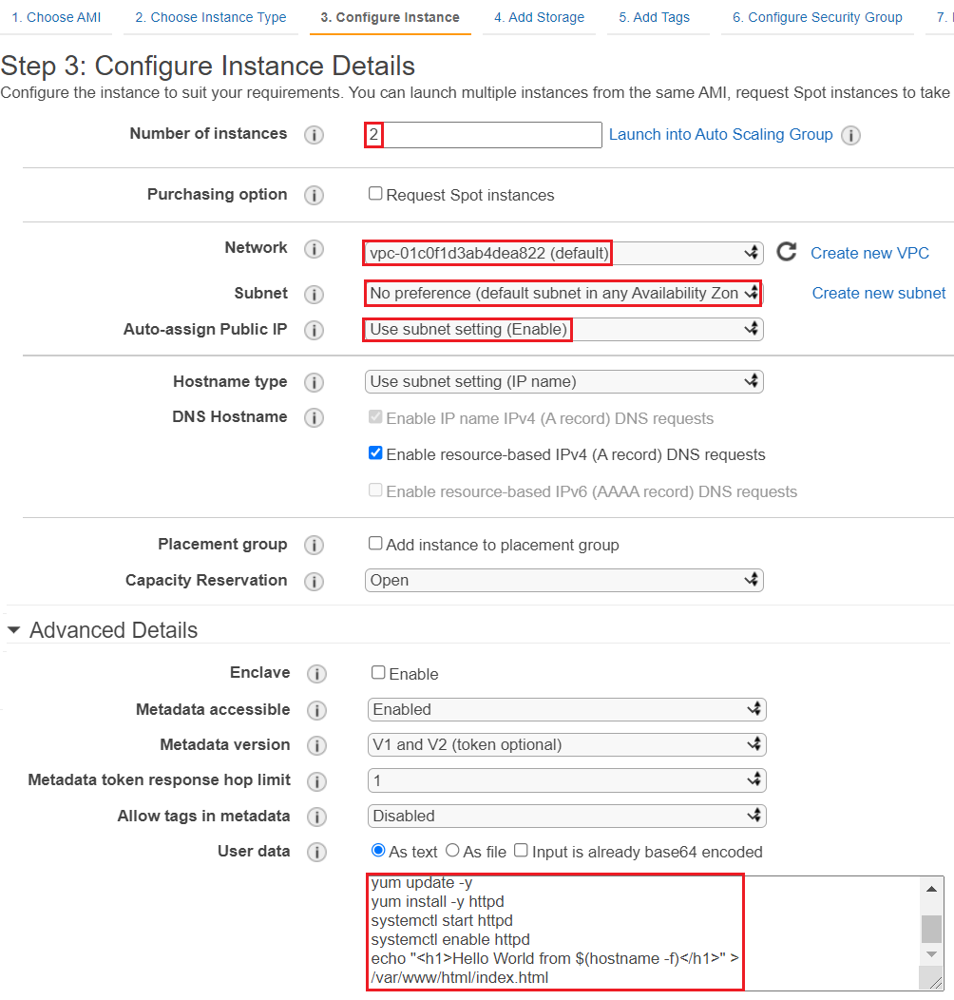 1. Choose AMI 2. Choose Instance Type 3. Configure Instance 4. Add Storage 5. Add Tags 6. Configure Security Group 7.
Step 3: Configure Instance Details
Configure the instance to suit your requirements. You can launch multiple instances from the same AMI, request Spot instances to take
Number of instances i 2 Launch into Auto Scaling Group i
Purchasing option i Request Spot instances
Network i vpc-01c0f1d3ab4dea822 (default) Create new VPC
Subnet i No preference (default subnet in any Availability Zon Create new subnet
Auto-assign Public IP i Use subnet setting (Enable)
Hostname type i Use subnet setting (IP name)
DNS Hostname i Enable IP name IPv4 (A record) DNS requests
Enable resource-based IPv4 (A record) DNS requests
Enable resource-based IPv6 (AAAA record) DNS requests
Placement group i Add instance to placement group
Capacity Reservation i Open
Advanced Details
Enclave i Enable
Metadata accessible i Enabled
Metadata version i V1 and V2 (token optional)
Metadata token response hop limit i 1
Allow tags in metadata i Disabled
User data i As text As file Input is already base64 encoded
yum update -y
yum install -y httpd
systemctl start httpd
systemctl enable httpd
echo "<h1>Hello World from $(hostname -f)</h1>" >
/var/www/html/index.html